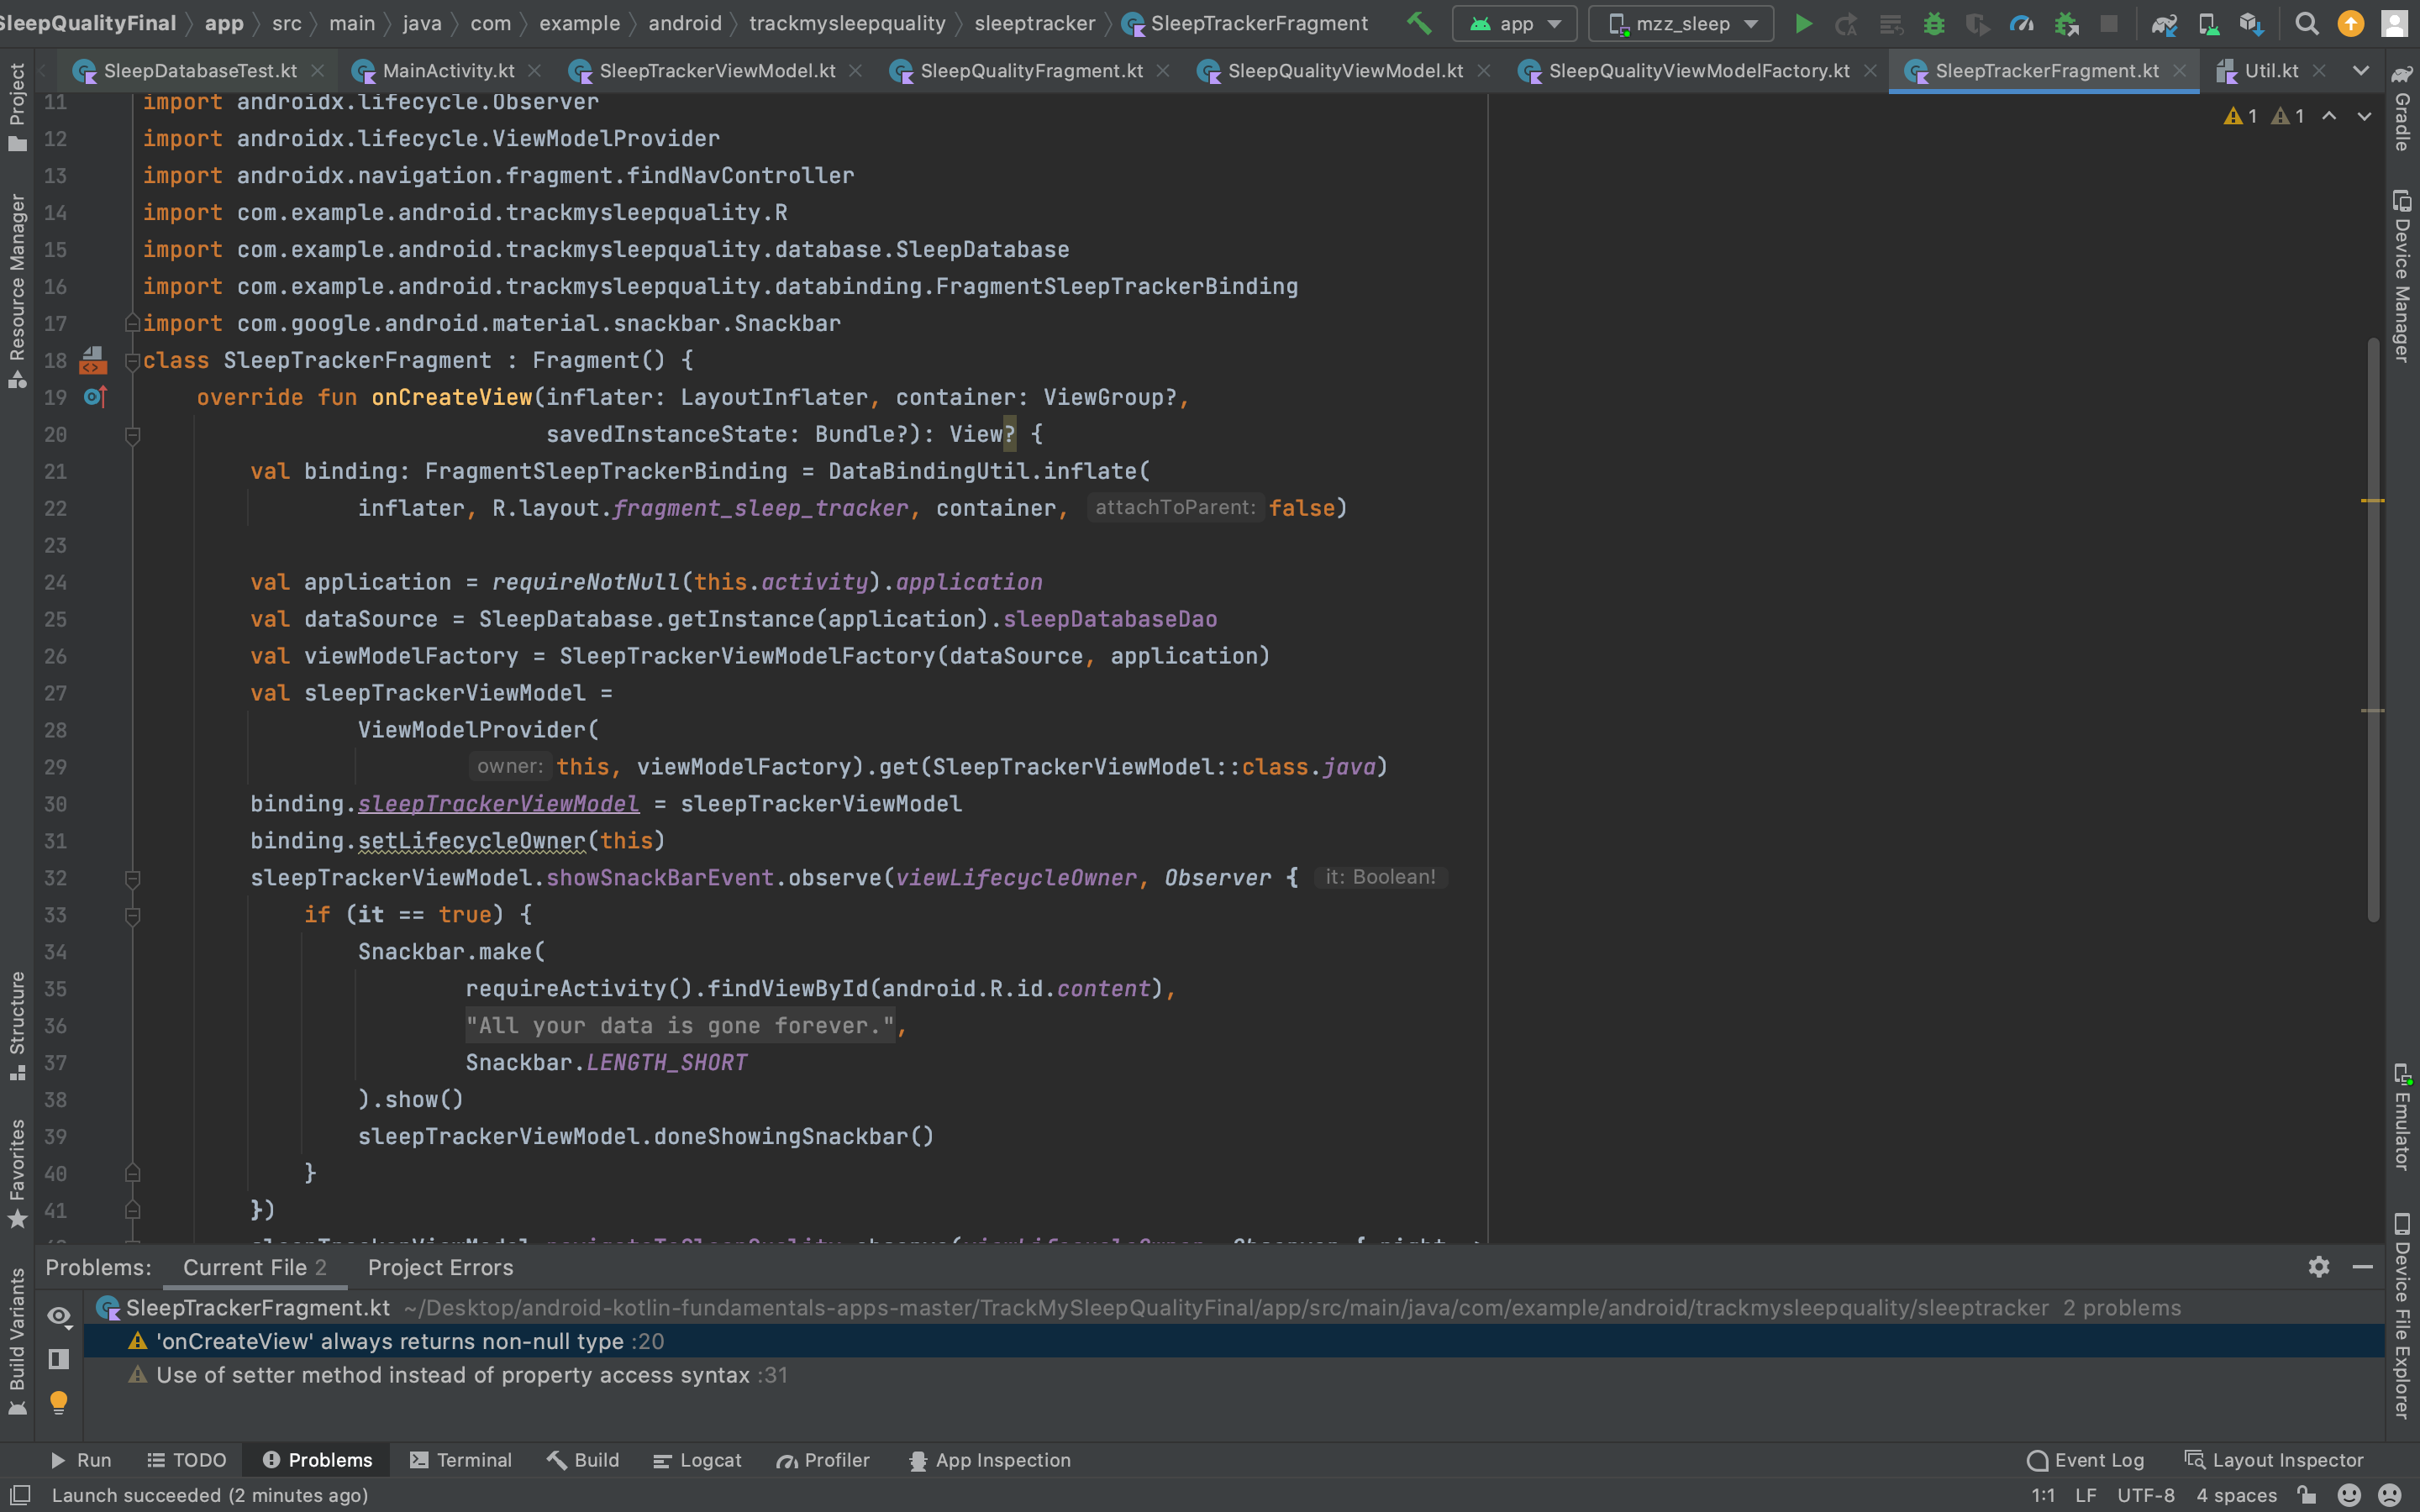 SleepQualityFinal app src main java com example android trackmysleepquality sleeptracker SleepTrackerFragment app mzz_sleep
SleepDatabaseTest.kt MainActivity.kt SleepTrackerViewModel.kt SleepQualityFragment.kt SleepQualityViewModel.kt SleepQualityViewModelFactory.kt SleepTrackerFragment.kt Util.kt
Project
Resource Manager
Structure
Favorites
Build Variants
1 1
11 import androidx.lifecycle.Observer
12 import androidx.lifecycle.ViewModelProvider
13 import androidx.navigation.fragment.findNavController
14 import com.example.android.trackmysleepquality.R
15 import com.example.android.trackmysleepquality.database.SleepDatabase
16 import com.example.android.trackmysleepquality.databinding.FragmentSleepTrackerBinding
17 import com.google.android.material.snackbar.Snackbar
18 class SleepTrackerFragment : Fragment() {
19 override fun onCreateView(inflater: LayoutInflater, container: ViewGroup?,
20 savedInstanceState: Bundle?): View? {
21 val binding: FragmentSleepTrackerBinding = DataBindingUtil.inflate(
22 inflater, R.layout.fragment_sleep_tracker, container, attachToParent: false)
23
24 val application = requireNotNull(this.activity).application
25 val dataSource = SleepDatabase.getInstance(application).sleepDatabaseDao
26 val viewModelFactory = SleepTrackerViewModelFactory(dataSource, application)
27 val sleepTrackerViewModel =
28 ViewModelProvider(
29 owner: this, viewModelFactory).get(SleepTrackerViewModel::class.java)
30 binding.sleepTrackerViewModel = sleepTrackerViewModel
31 binding.setLifecycleOwner(this)
32 sleepTrackerViewModel.showSnackBarEvent.observe(viewLifecycleOwner, Observer { it: Boolean!
33 if (it == true) {
34 Snackbar.make(
35 requireActivity().findViewById(android.R.id.content),
36 "All your data is gone forever.",
37 Snackbar.LENGTH_SHORT
38 ).show()
39 sleepTrackerViewModel.doneShowingSnackbar()
40 }
41 })
Gradle
Device Manager
Emulator
Device File Explorer
Problems: Current File 2 Project Errors
SleepTrackerFragment.kt ~/Desktop/android-kotlin-fundamentals-apps-master/TrackMySleepQualityFinal/app/src/main/java/com/example/android/trackmysleepquality/sleeptracker 2 problems
'onCreateView' always returns non-null type :20
Use of setter method instead of property access syntax :31
Run TODO Problems Terminal Build Logcat Profiler App Inspection Event Log Layout Inspector
Launch succeeded (2 minutes ago) 1:1 LF UTF-8 4 spaces